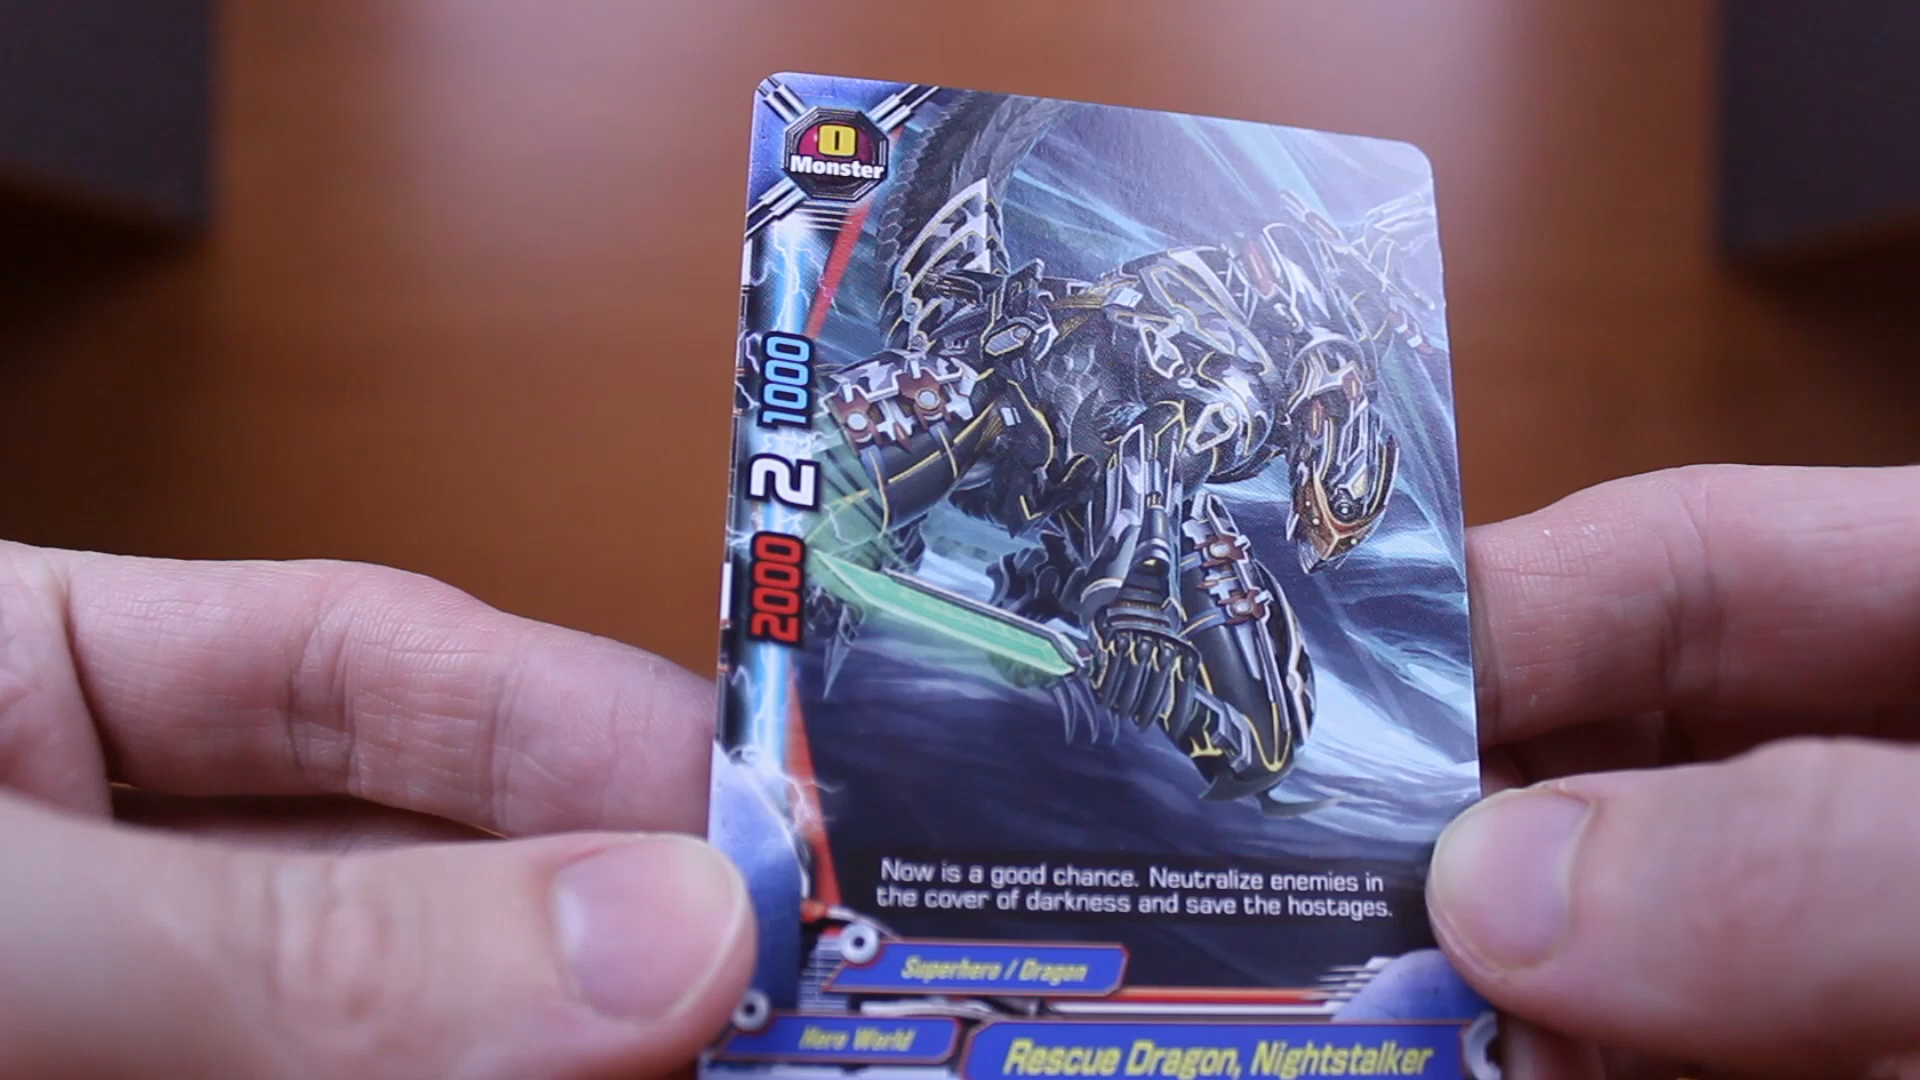 0
Monster
1000
2
2000
Now is a good chance. Neutralize enemies in
the cover of darkness and save the hostages.
Superhero / Dragon
Hero World
Rescue Dragon, Nightstalker